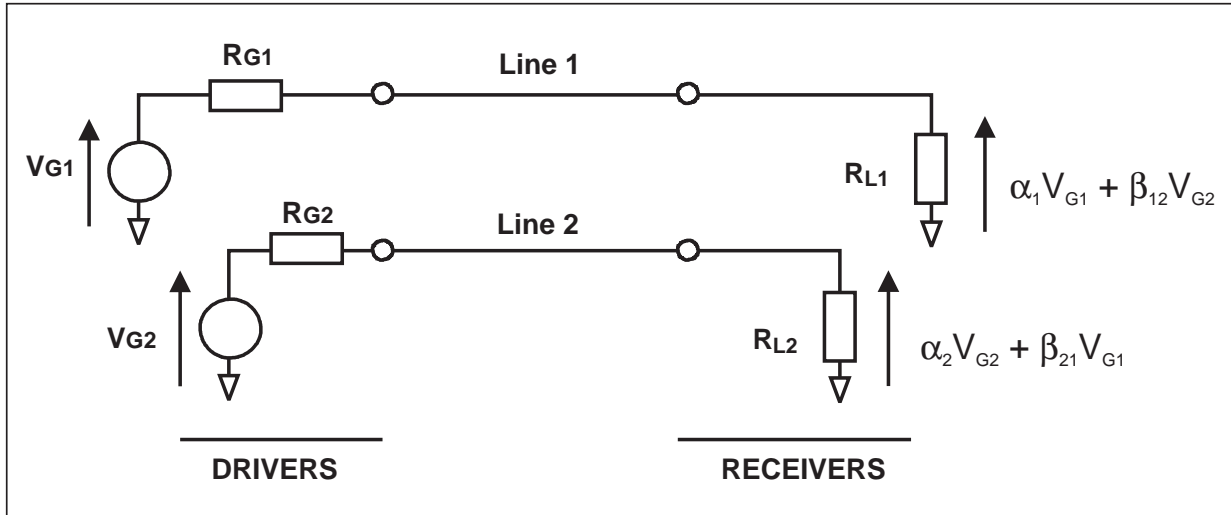 RG1
Line 1
VG1
RL1
α₁VG1 + β₁₂VG2
RG2
Line 2
VG2
RL2
α₂VG2 + β₂₁VG1
DRIVERS
RECEIVERS